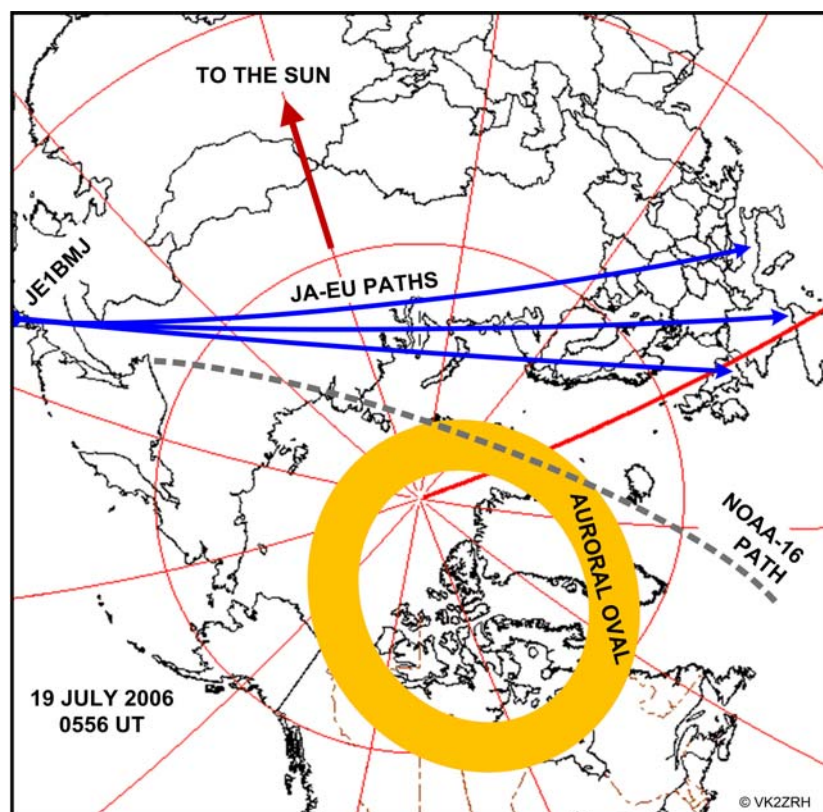 TO THE SUN
JE1BMJ
JA-EU PATHS
AURORAL OVAL
NOAA-16
PATH
19 JULY 2006
0556 UT
© VK2ZRH